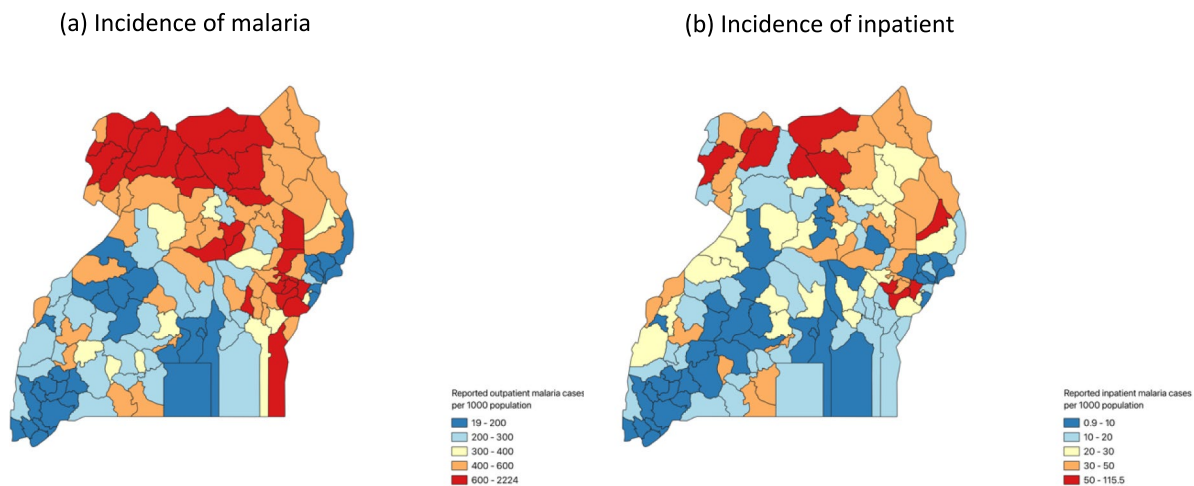 (a) Incidence of malaria
(b) Incidence of inpatient
Reported outpatient malaria cases
per 1000 population
19 - 200
200 - 300
300 - 400
400 - 600
600 - 2224
Reported inpatient malaria cases
per 1000 population
0.9 - 10
10 - 20
20 - 30
30 - 50
50 - 115.5